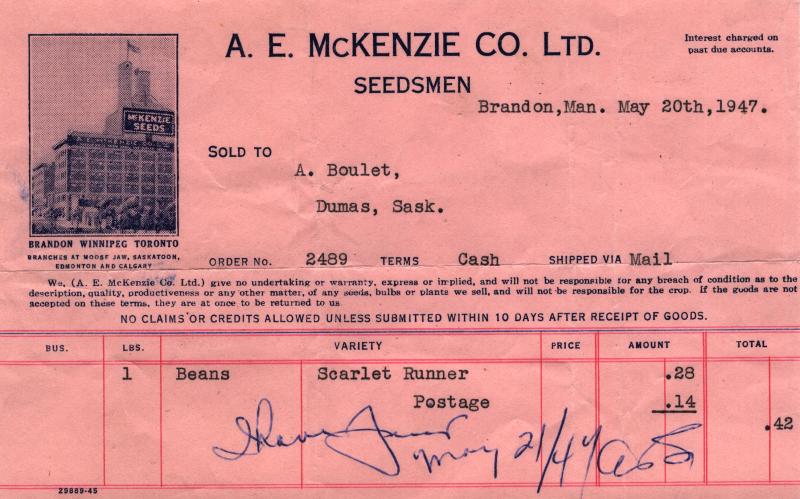 A. E. McKENZIE CO. LTD.
SEEDSMEN
Interest charged on
past due accounts.
McKENZIE
SEEDS
Brandon, Man. May 20th, 1947.
SOLD TO
A. Boulet,
Dumas, Sask.
BRANDON WINNIPEG TORONTO
BRANCHES AT MOOSE JAW, SASKATOON,
EDMONTON AND CALGARY
ORDER No. 2489 TERMS Cash SHIPPED VIA Mail
We, (A. E. McKenzie Co. Ltd.) give no undertaking or warranty, express or implied, and will not be responsible for any breach of condition as to the
description, quality, productiveness or any other matter, of any seeds, bulbs or plants we sell, and will not be responsible for the crop. If the goods are not
accepted on these terms, they are at once to be returned to us
NO CLAIMS OR CREDITS ALLOWED UNLESS SUBMITTED WITHIN 10 DAYS AFTER RECEIPT OF GOODS.
BUS. LBS. VARIETY PRICE AMOUNT TOTAL
1 Beans Scarlet Runner .28
Postage .14
.42
May 21/47
29889-45